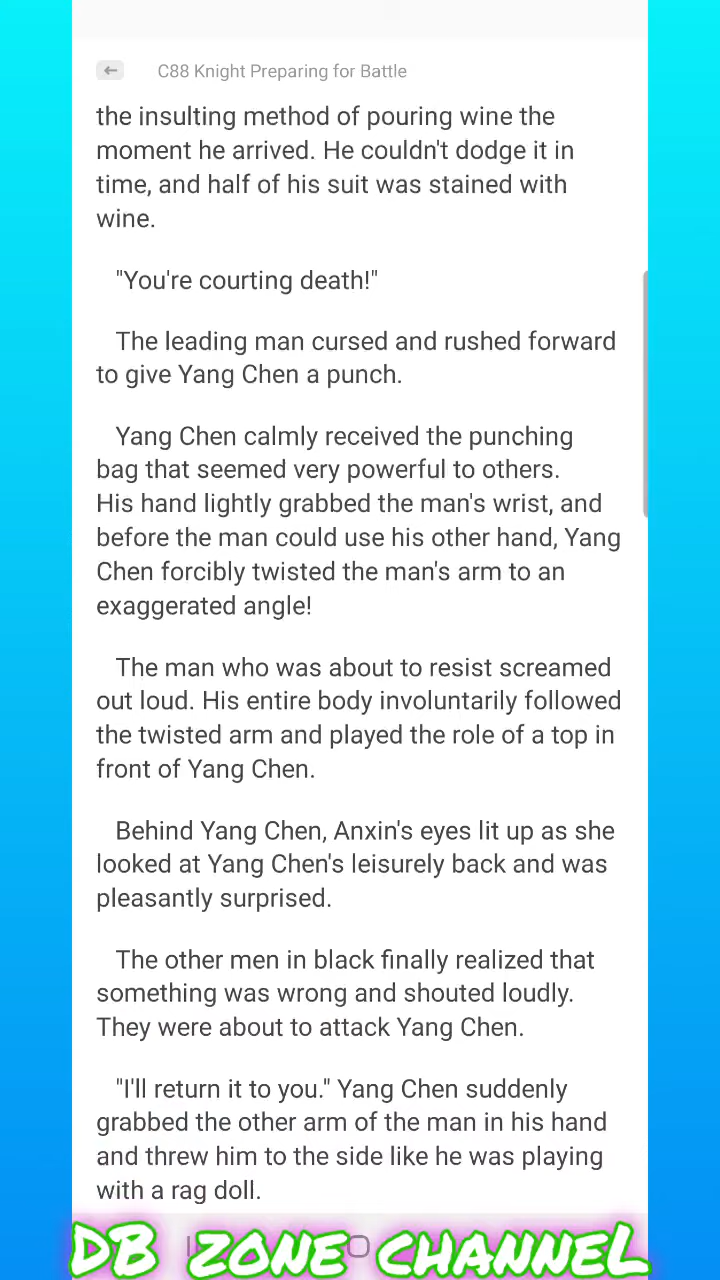 C88 Knight Preparing for Battle
the insulting method of pouring wine the
moment he arrived. He couldn't dodge it in
time, and half of his suit was stained with
wine.
"You're courting death!"
The leading man cursed and rushed forward
to give Yang Chen a punch.
Yang Chen calmly received the punching
bag that seemed very powerful to others.
His hand lightly grabbed the man's wrist, and
before the man could use his other hand, Yang
Chen forcibly twisted the man's arm to an
exaggerated angle!
The man who was about to resist screamed
out loud. His entire body involuntarily followed
the twisted arm and played the role of a top in
front of Yang Chen.
Behind Yang Chen, Anxin's eyes lit up as she
looked at Yang Chen's leisurely back and was
pleasantly surprised.
The other men in black finally realized that
something was wrong and shouted loudly.
They were about to attack Yang Chen.
"I'll return it to you." Yang Chen suddenly
grabbed the other arm of the man in his hand
and threw him to the side like he was playing
with a rag doll.
DB ZONE CHANNEL